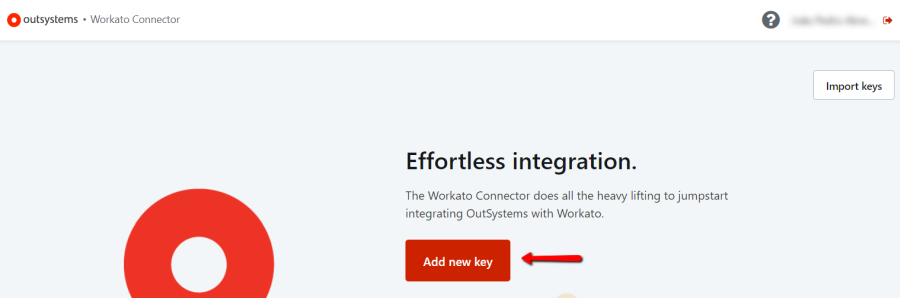 outsystems • Workato Connector
?
Import keys
Effortless integration.
The Workato Connector does all the heavy lifting to jumpstart
integrating OutSystems with Workato.
Add new key